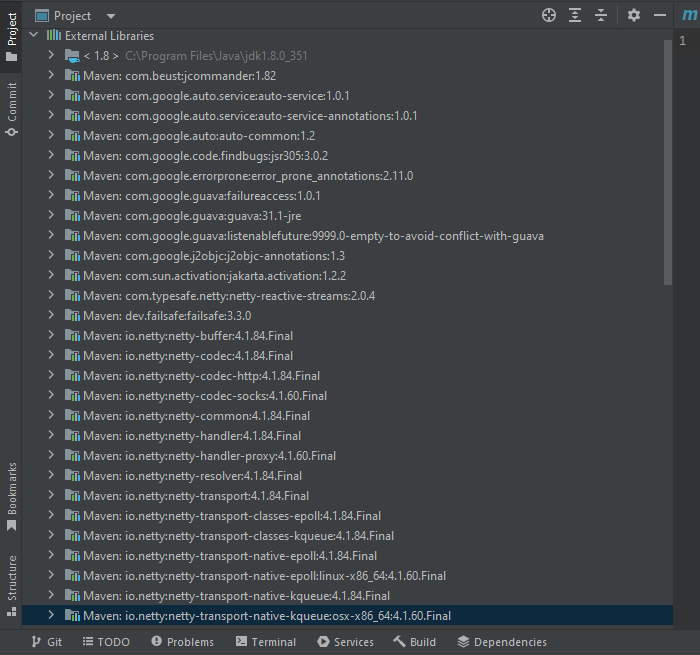 Project
m
Project
External Libraries
1
< 1.8 > C:\Program Files\Java\jdk1.8.0_351
Maven: com.beust:jcommander:1.82
Commit
Maven: com.google.auto.service:auto-service:1.0.1
Maven: com.google.auto.service:auto-service-annotations:1.0.1
Maven: com.google.auto:auto-common:1.2
Maven: com.google.code.findbugs:jsr305:3.0.2
Maven: com.google.errorprone:error_prone_annotations:2.11.0
Maven: com.google.guava:failureaccess:1.0.1
Maven: com.google.guava:guava:31.1-jre
Maven: com.google.guava:listenablefuture:9999.0-empty-to-avoid-conflict-with-guava
Maven: com.google.j2objc:j2objc-annotations:1.3
Maven: com.sun.activation:jakarta.activation:1.2.2
Maven: com.typesafe.netty:netty-reactive-streams:2.0.4
Maven: dev.failsafe:failsafe:3.3.0
Maven: io.netty:netty-buffer:4.1.84.Final
Maven: io.netty:netty-codec:4.1.84.Final
Maven: io.netty:netty-codec-http:4.1.84.Final
Maven: io.netty:netty-codec-socks:4.1.60.Final
Maven: io.netty:netty-common:4.1.84.Final
Maven: io.netty:netty-handler:4.1.84.Final
Maven: io.netty:netty-handler-proxy:4.1.60.Final
Maven: io.netty:netty-resolver:4.1.84.Final
Bookmarks
Maven: io.netty:netty-transport:4.1.84.Final
Maven: io.netty:netty-transport-classes-epoll:4.1.84.Final
Maven: io.netty:netty-transport-classes-kqueue:4.1.84.Final
Maven: io.netty:netty-transport-native-epoll:4.1.84.Final
Maven: io.netty:netty-transport-native-epoll:linux-x86_64:4.1.60.Final
Structure
Maven: io.netty:netty-transport-native-kqueue:4.1.84.Final
Maven: io.netty:netty-transport-native-kqueue:osx-x86_64:4.1.60.Final
Git TODO Problems Terminal Services Build Dependencies